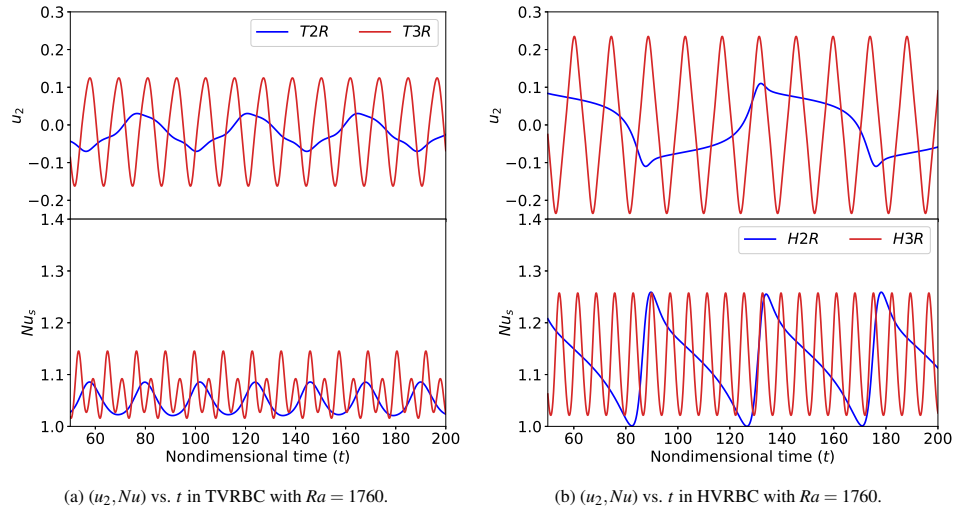 0.3
0.2
0.1
0.0
−0.1
−0.2
u₂
T2R
T3R
1.4
1.3
1.2
1.1
1.0
Nuₛ
60 80 100 120 140 160 180 200
Nondimensional time (t)
(a) (u₂, Nu) vs. t in TVRBC with Ra = 1760.
0.3
0.2
0.1
0.0
−0.1
−0.2
u₂
1.4
1.3
1.2
1.1
1.0
Nuₛ
H2R
H3R
60 80 100 120 140 160 180 200
Nondimensional time (t)
(b) (u₂, Nu) vs. t in HVRBC with Ra = 1760.